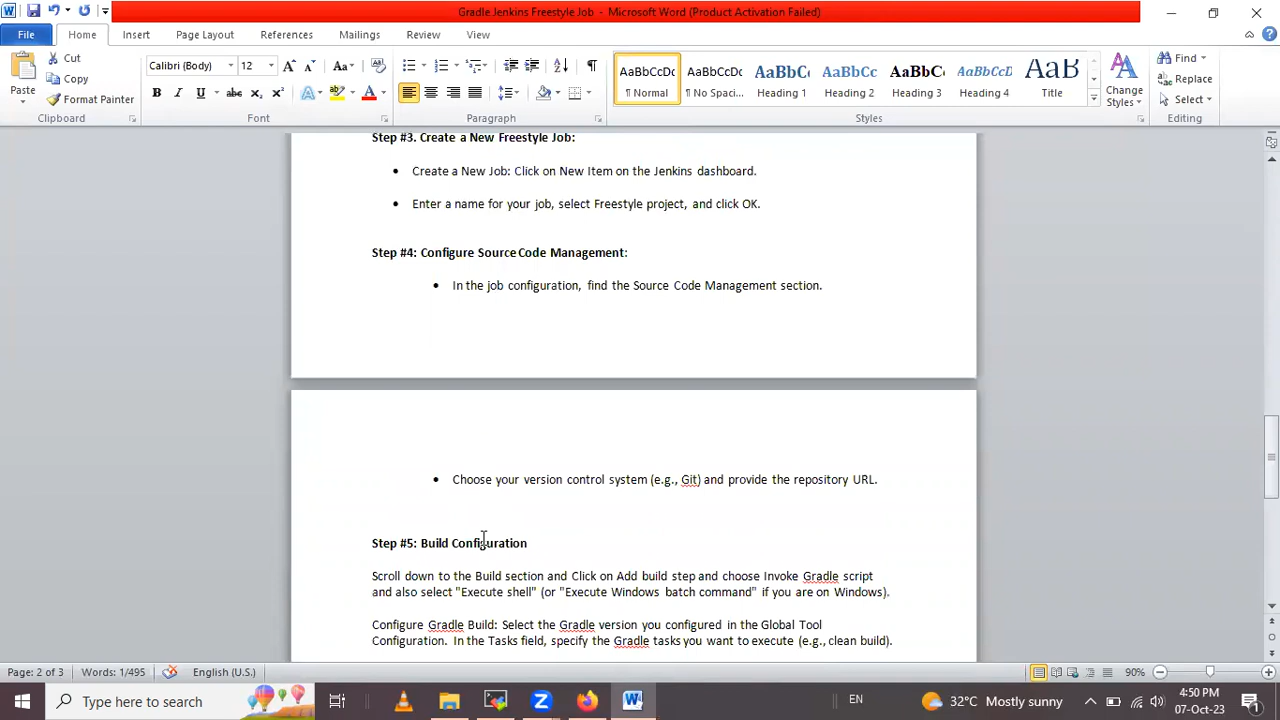 Gradle Jenkins Freestyle Job - Microsoft Word (Product Activation Failed)
File Home Insert Page Layout References Mailings Review View
Paste Cut Copy Format Painter
Clipboard
Calibri (Body) 12
Font
Paragraph
AaBbCcDc AaBbCcDc AaBbC AaBbCc AaBbC AaBbCcDc AaB
¶ Normal ¶ No Spaci... Heading 1 Heading 2 Heading 3 Heading 4 Title
Change Styles
Styles
Find Replace Select
Editing
Step #3. Create a New Freestyle Job:
• Create a New Job: Click on New Item on the Jenkins dashboard.
• Enter a name for your job, select Freestyle project, and click OK.
Step #4: Configure Source Code Management:
• In the job configuration, find the Source Code Management section.
• Choose your version control system (e.g., Git) and provide the repository URL.
Step #5: Build Configuration
Scroll down to the Build section and Click on Add build step and choose Invoke Gradle script
and also select "Execute shell" (or "Execute Windows batch command" if you are on Windows).
Configure Gradle Build: Select the Gradle version you configured in the Global Tool
Configuration. In the Tasks field, specify the Gradle tasks you want to execute (e.g., clean build).
Page: 2 of 3 Words: 1/495 English (U.S.) 90%
Type here to search EN 32°C Mostly sunny 4:50 PM
07-Oct-23